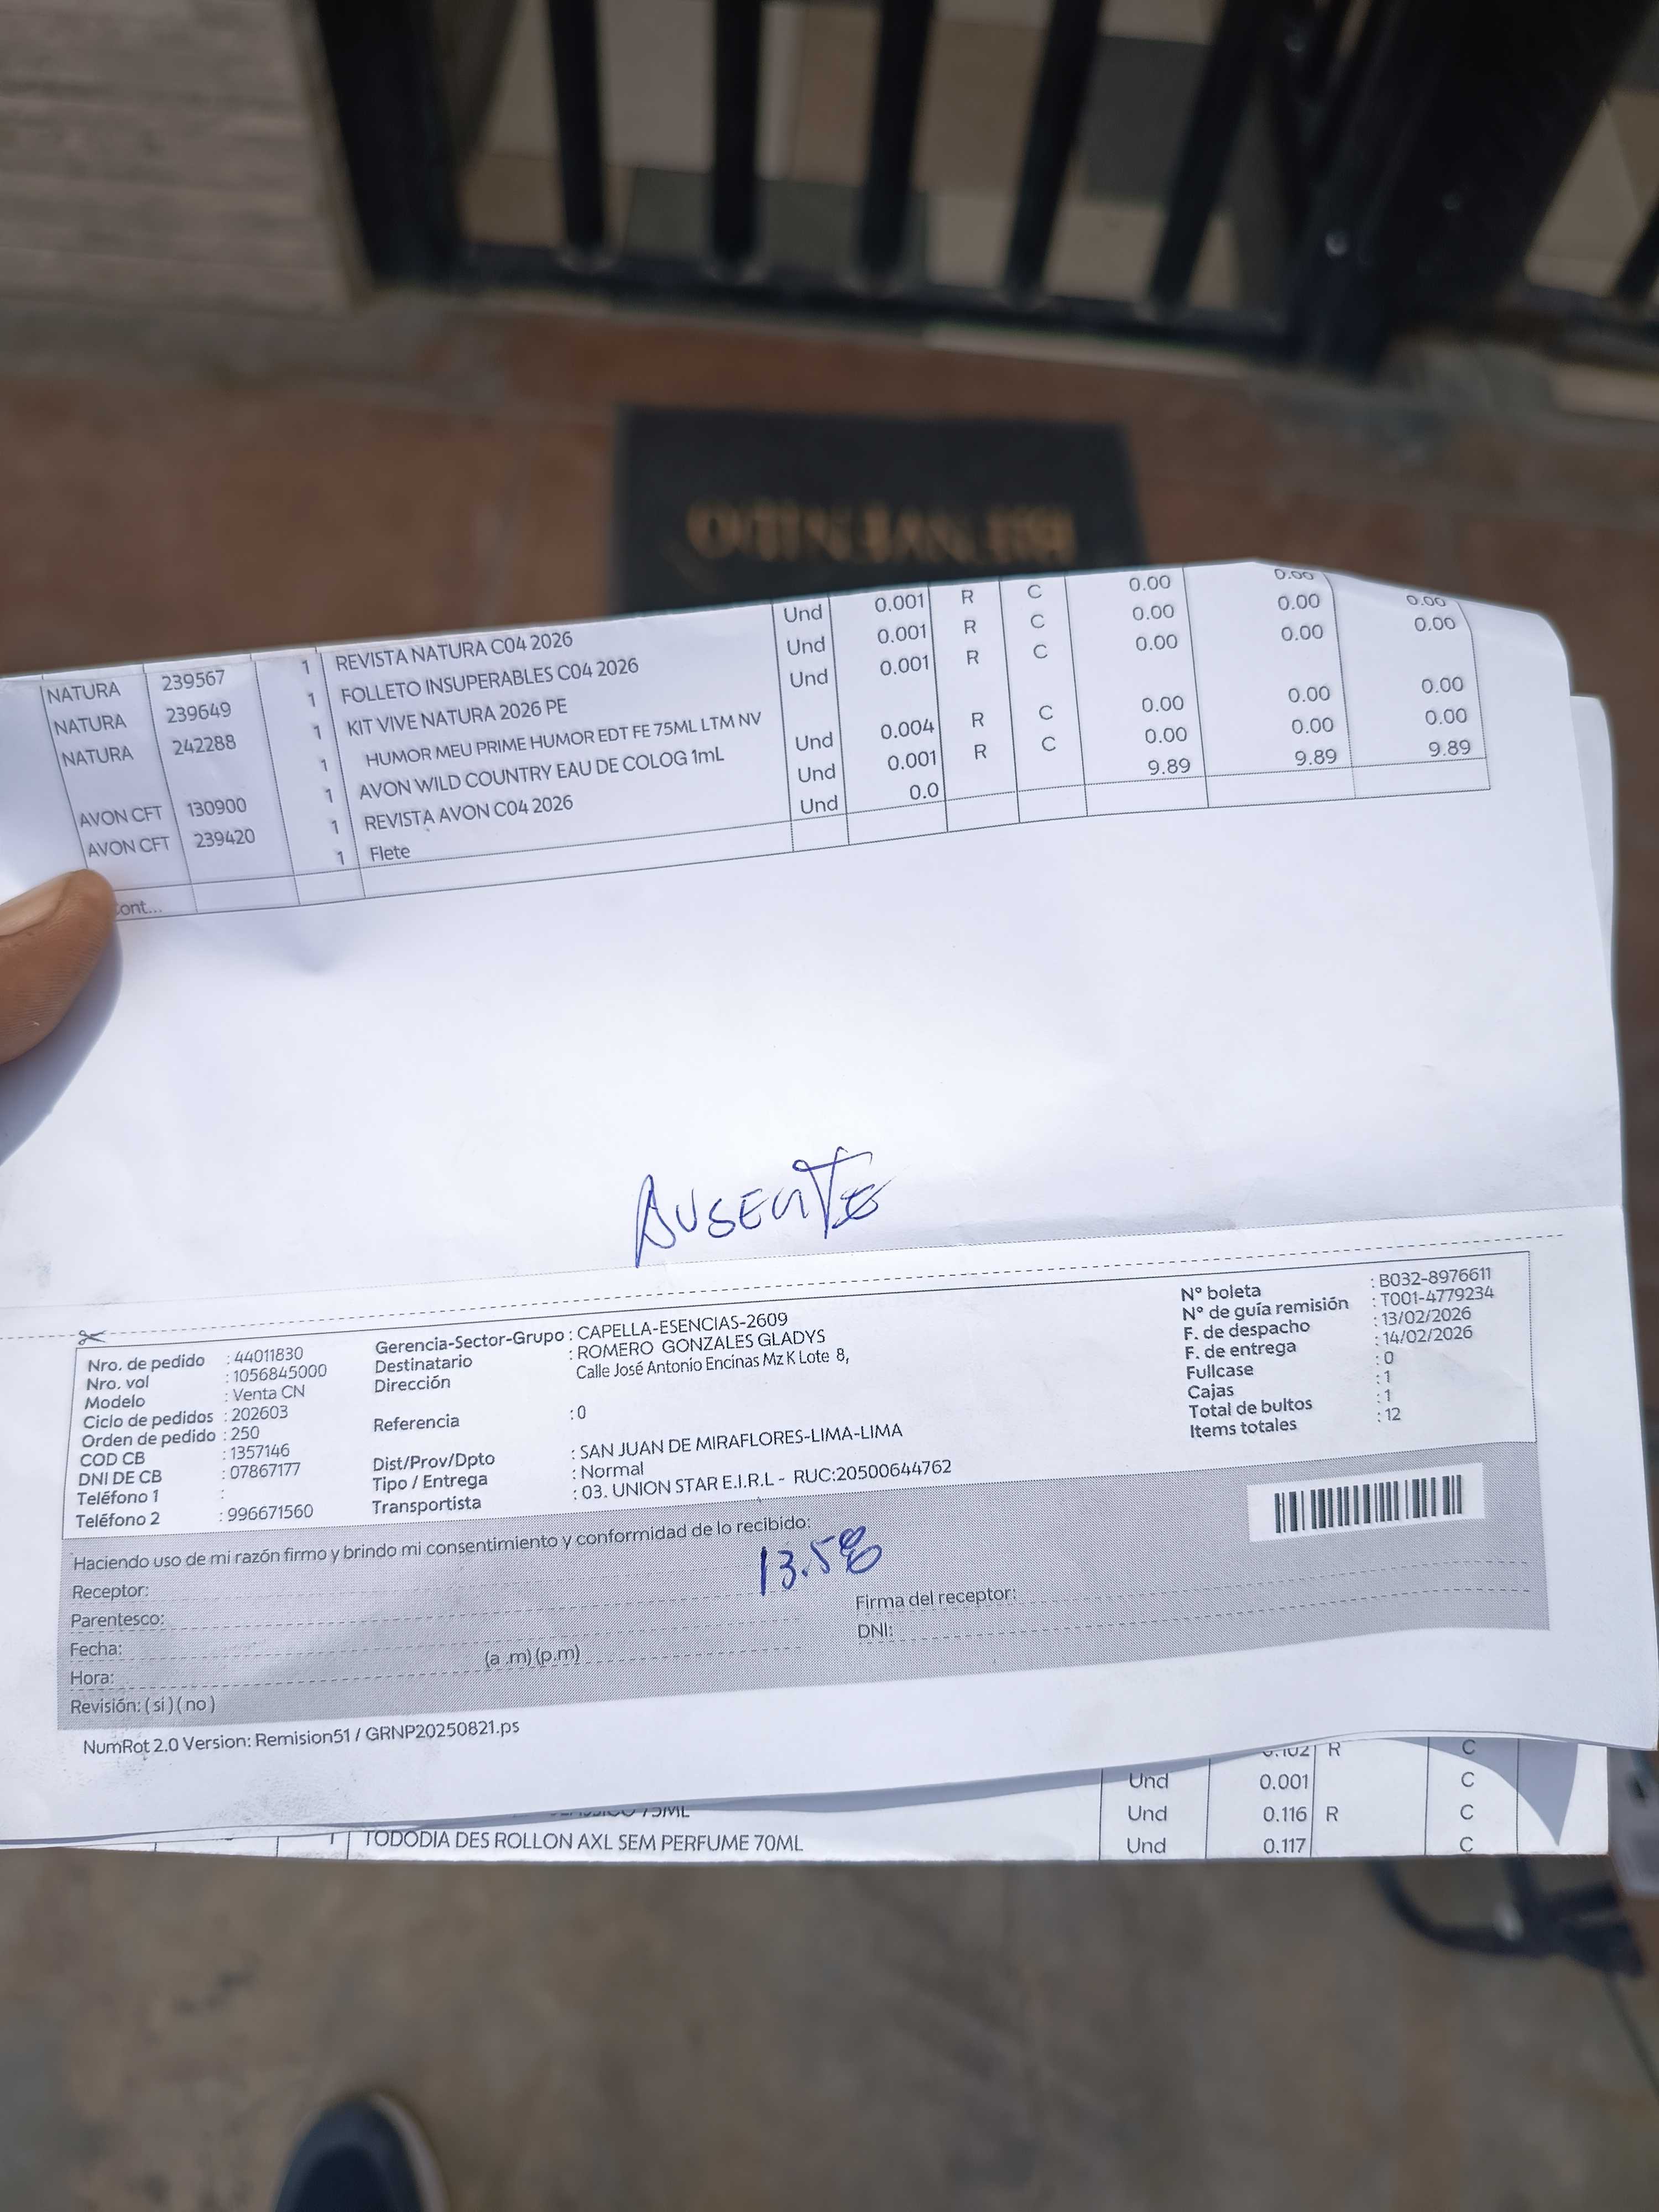 0.00
Und 0.001 R C 0.00 0.00
NATURA 239567 1 REVISTA NATURA C04 2026 Und 0.001 R C 0.00 0.00 0.00
NATURA 239649 1 FOLLETO INSUPERABLES C04 2026 Und 0.001 R C 0.00 0.00 0.00
NATURA 242288 1 KIT VIVE NATURA 2026 PE
1 HUMOR MEU PRIME HUMOR EDT FE 75ML LTM NV Und 0.004 R C 0.00 0.00 0.00
AVON CFT 130900 1 AVON WILD COUNTRY EAU DE COLOG 1mL Und 0.001 R C 0.00 0.00 0.00
AVON CFT 239420 1 REVISTA AVON C04 2026 Und 0.0 9.89 9.89 9.89
1 Flete
ont...
AUSENTE
Nro. de pedido : 44011830
Nro. vol : 1056845000
Modelo : Venta CN
Ciclo de pedidos : 202603
Orden de pedido : 250
COD CB : 1357146
DNI DE CB : 07867177
Teléfono 1 :
Teléfono 2 : 996671560
Gerencia-Sector-Grupo : CAPELLA-ESENCIAS-2609
Destinatario : ROMERO GONZALES GLADYS
Dirección Calle José Antonio Encinas Mz K Lote 8,
Referencia : 0
Dist/Prov/Dpto : SAN JUAN DE MIRAFLORES-LIMA-LIMA
Tipo / Entrega : Normal
Transportista : 03. UNION STAR E.I.R.L - RUC:20500644762
N° boleta : B032-8976611
N° de guía remisión : T001-4779234
F. de despacho : 13/02/2026
F. de entrega : 14/02/2026
Fullcase : 0
Cajas : 1
Total de bultos : 1
Items totales : 12
Haciendo uso de mi razón firmo y brindo mi consentimiento y conformidad de lo recibido:
13.58
Receptor:
Parentesco:
Fecha:
Hora: (a .m) (p.m)
Revisión: ( si ) ( no )
Firma del receptor:
DNI:
NumRot 2.0 Version: Remision51 / GRNP20250821.ps
0.102 R C
Und 0.001 C
75ML Und 0.116 R C
1 TODODIA DES ROLLON AXL SEM PERFUME 70ML Und 0.117 C